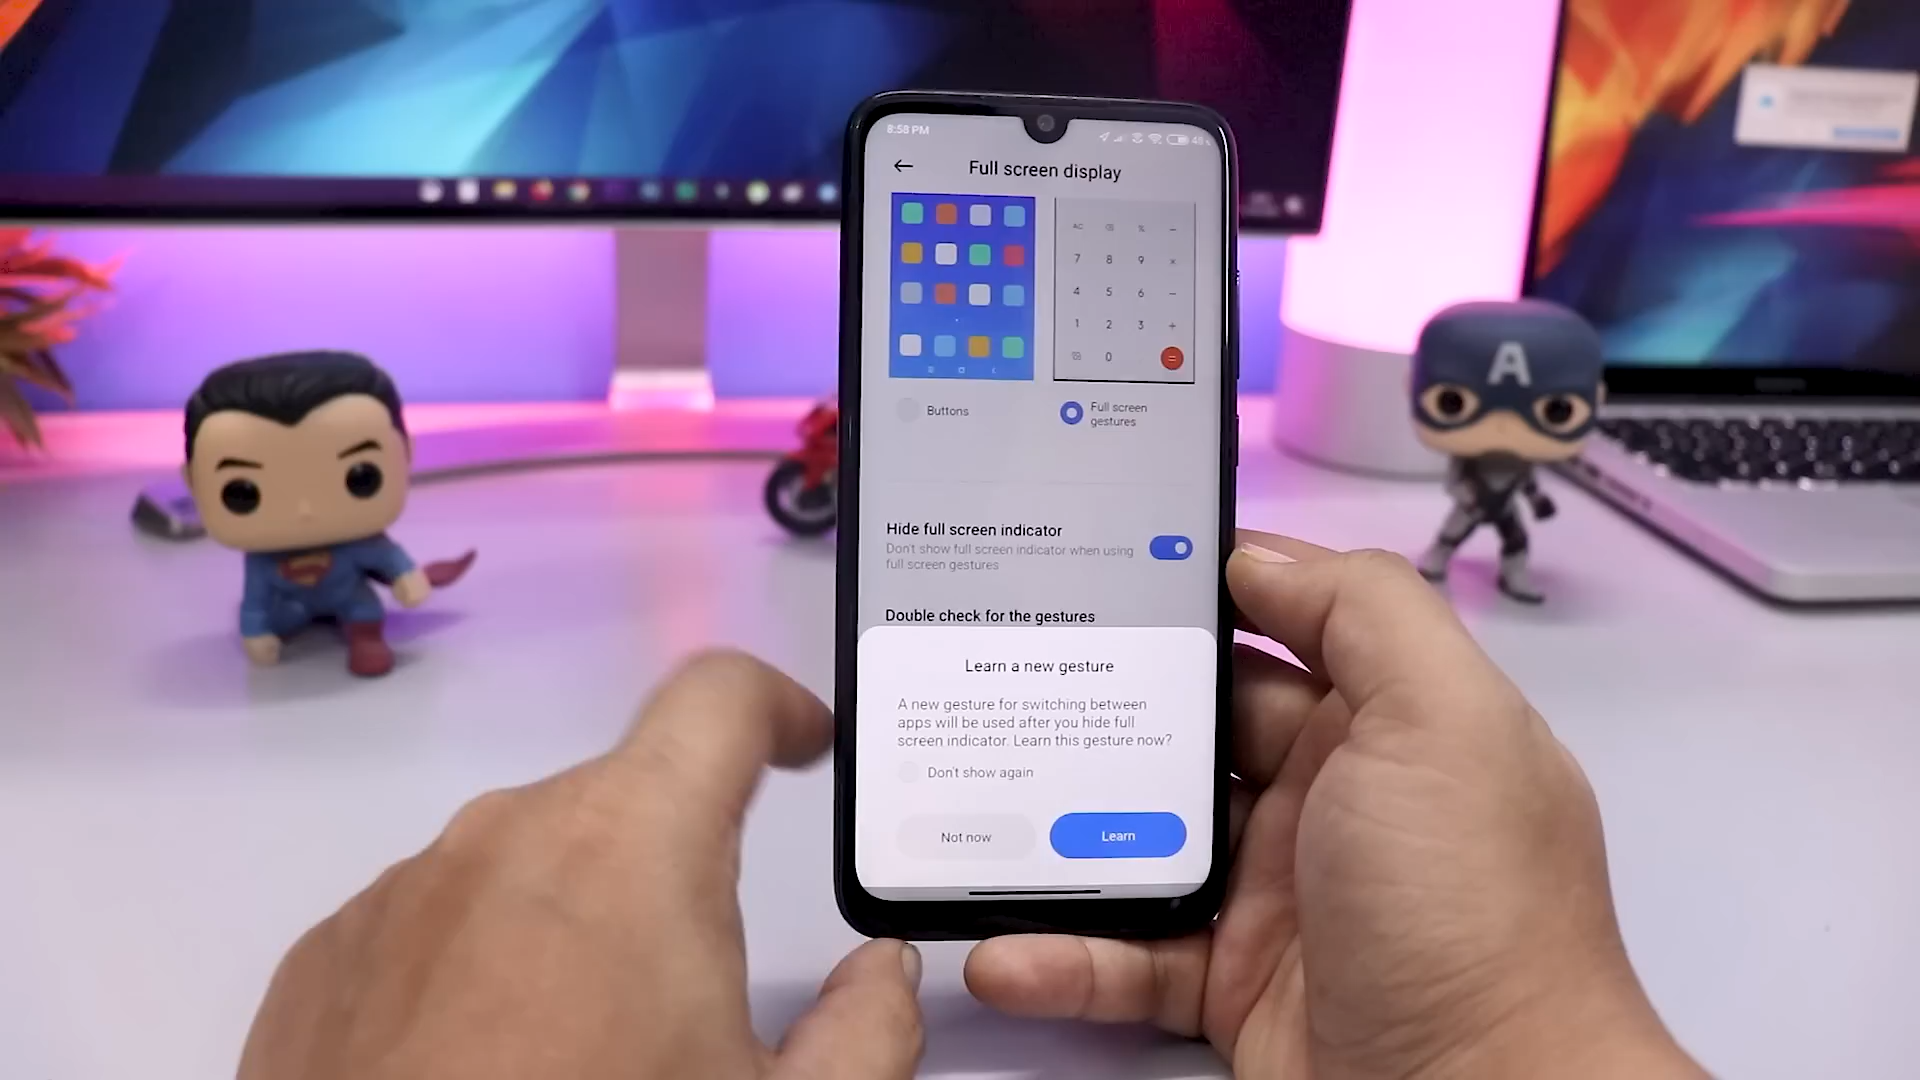 8:58 PM
Full screen display
AC %
7 8 9 ×
4 5 6 −
1 2 3 +
0 =
Buttons
Full screen
gestures
Hide full screen indicator
Don't show full screen indicator when using
full screen gestures
Double check for the gestures
Learn a new gesture
A new gesture for switching between
apps will be used after you hide full
screen indicator. Learn this gesture now?
Don't show again
Not now
Learn
A